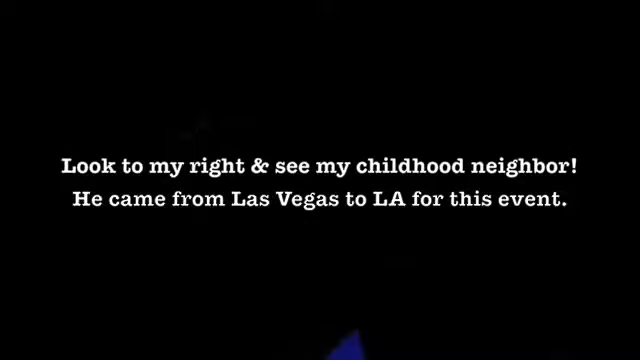 Look to my right & see my childhood neighbor!
He came from Las Vegas to LA for this event.